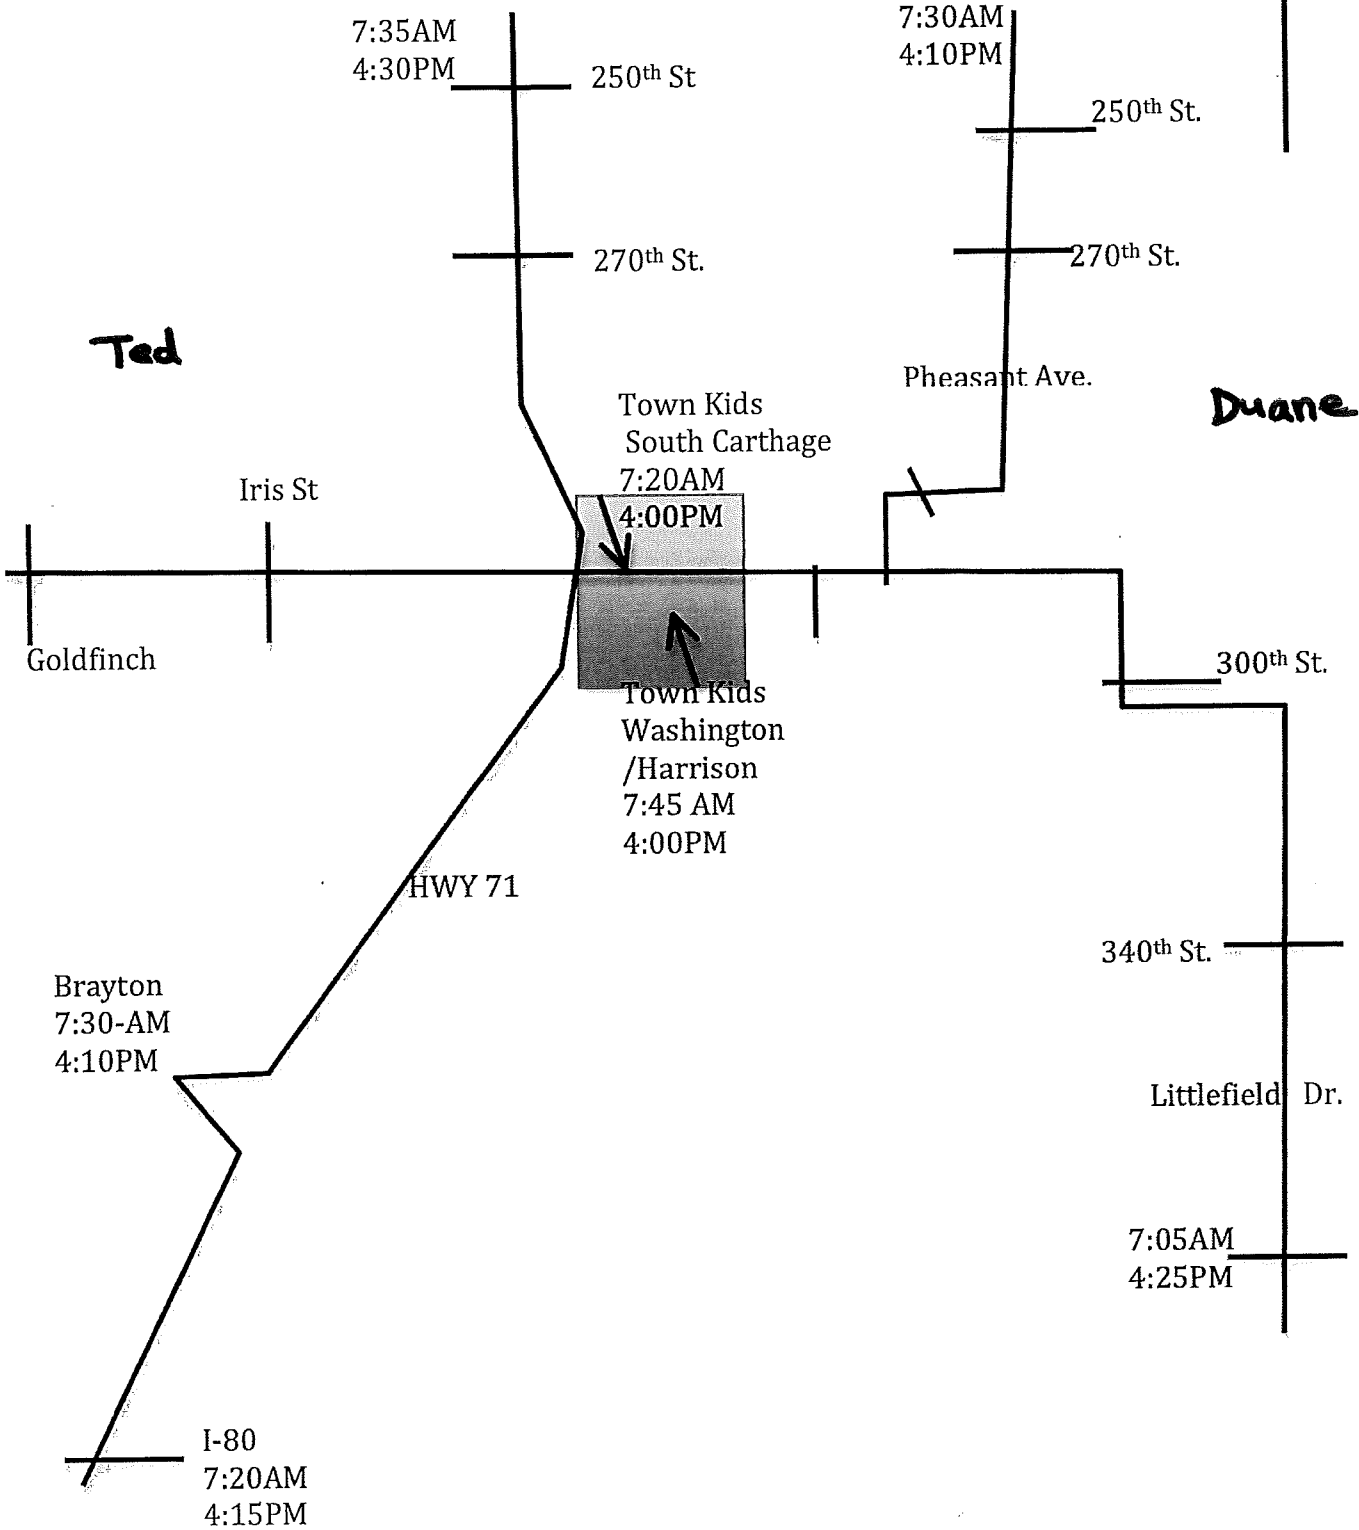 7:35AM
4:30PM
250th St
7:30AM
4:10PM
250th St.
270th St.
270th St.
Ted
Pheasant Ave.
Duane
Town Kids
South Carthage
7:20AM
4:00PM
Iris St
Goldfinch
300th St.
Town Kids
Washington
/Harrison
7:45 AM
4:00PM
HWY 71
340th St.
Brayton
7:30-AM
4:10PM
Littlefield Dr.
7:05AM
4:25PM
I-80
7:20AM
4:15PM